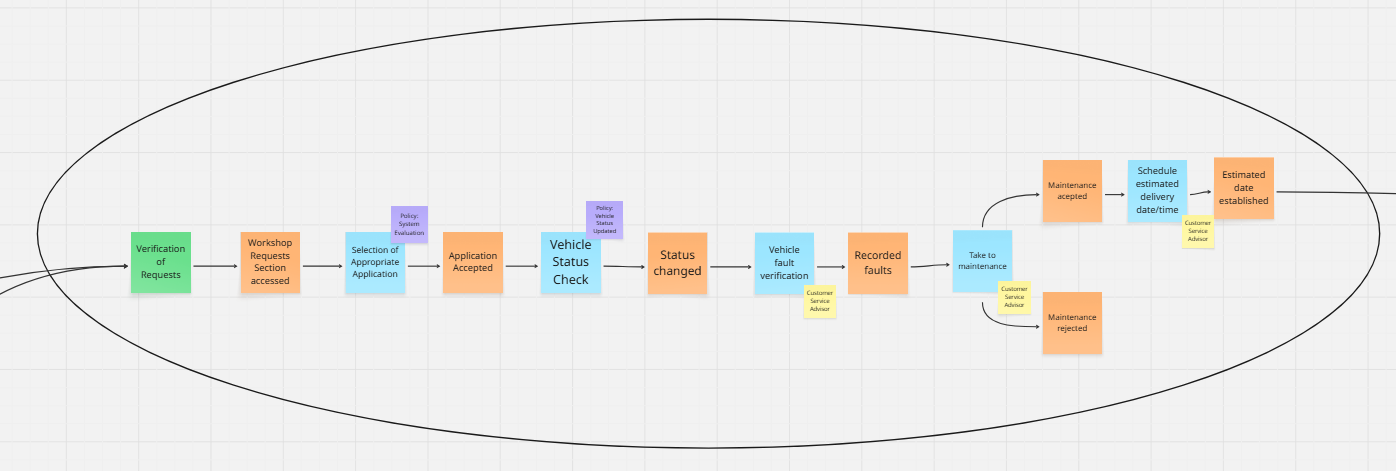 Verification
of
Requests
Workshop
Requests
Section
accessed
Policy:
System
Evaluation
Selection of
Appropriate
Application
Application
Accepted
Policy:
Vehicle
Status
Updated
Vehicle
Status
Check
Status
changed
Vehicle
fault
verification
Customer
Service
Advisor
Recorded
faults
Take to
maintenance
Customer
Service
Advisor
Maintenance
acepted
Schedule
estimated
delivery
date/time
Customer
Service
Advisor
Estimated
date
established
Maintenance
rejected